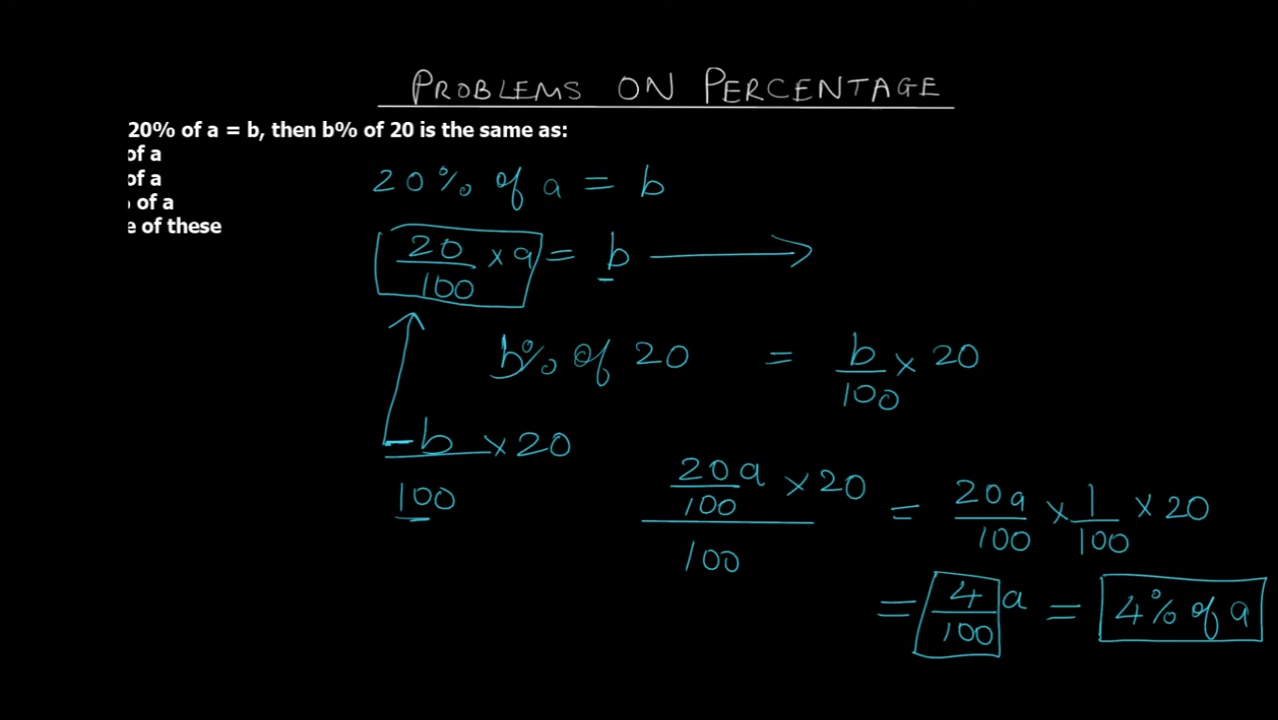 PROBLEMS ON PERCENTAGE
20% of a = b, then b% of 20 is the same as:
of a
of a
of a
e of these
20% of a = b
20/100 × a = b
b% of 20 = b/100 × 20
b/100 × 20
20a/100 × 20 / 100 = 20a/100 × 1/100 × 20
= 4/100 a = 4% of a